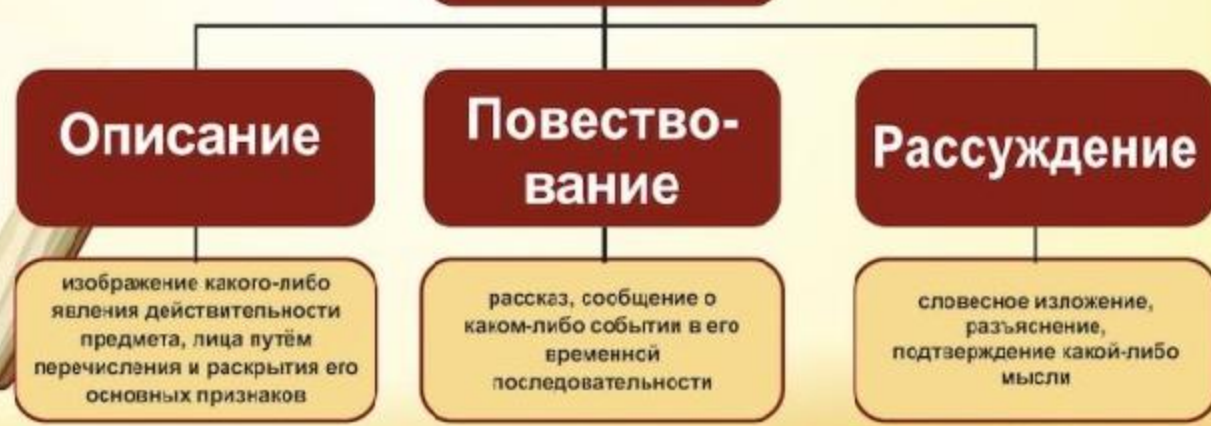 Описание
Повество-
вание
Рассуждение
изображение какого-либо
явления действительности
предмета, лица путём
перечисления и раскрытия его
основных признаков
рассказ, сообщение о
каком-либо событии в его
временной
последовательности
словесное изложение,
разъяснение,
подтверждение какой-либо
мысли